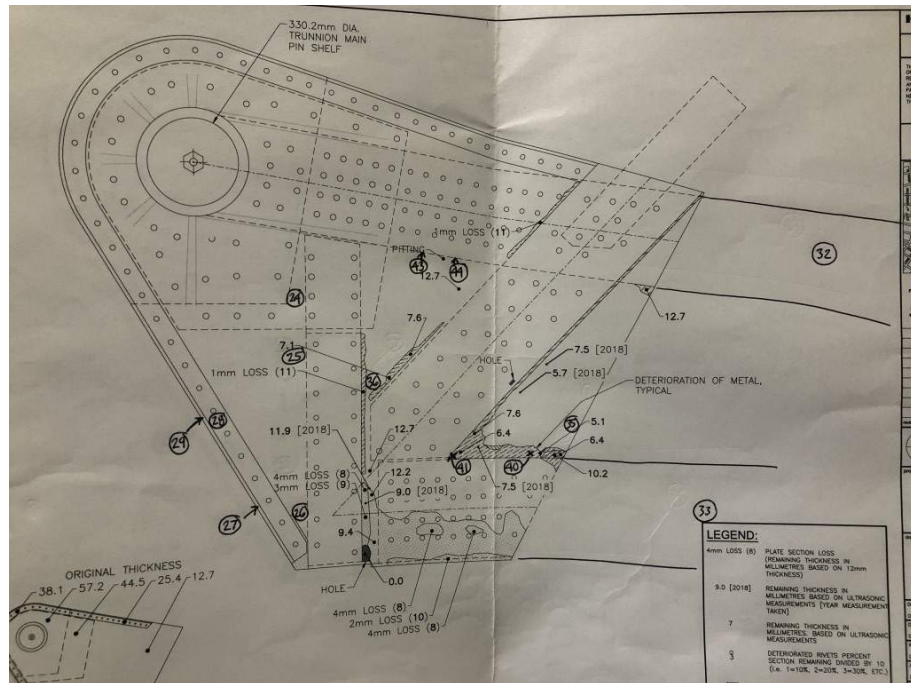 330.2mm DIA.
TRUNNION MAIN
PIN SHELF
3mm LOSS (11)
PITTING
43
44
12.7
32
24
12.7
7.6
7.1
25
1mm LOSS (11)
36
HOLE
7.5 [2018]
5.7 [2018]
DETERIORATION OF METAL,
TYPICAL
28
29
11.9 [2018]
12.7
7.6
6.4
35
5.1
6.4
4mm LOSS (8)
3mm LOSS (9)
12.2
9.0 [2018]
41
40
10.2
7.5 [2018]
27
26
9.4
33
HOLE
0.0
4mm LOSS (8)
2mm LOSS (10)
4mm LOSS (8)
ORIGINAL THICKNESS
38.1
57.2
44.5
25.4
12.7
LEGEND:
4mm LOSS (8) PLATE SECTION LOSS
(REMAINING THICKNESS IN
MILLIMETRES BASED ON 12mm
THICKNESS)
9.0 [2018] REMAINING THICKNESS IN
MILLIMETRES BASED ON ULTRASONIC
MEASUREMENTS [YEAR MEASUREMENT
TAKEN]
7 REMAINING THICKNESS IN
MILLIMETRES, BASED ON ULTRASONIC
MEASUREMENTS
DETERIORATED RIVETS PERCENT
SECTION REMAINING DIVIDED BY 10
(i.e. 1=10%, 2=20%, 3=30%, ETC.)